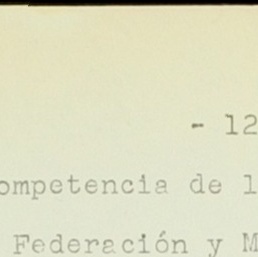 - 12
ompetencia de l
Federación y M